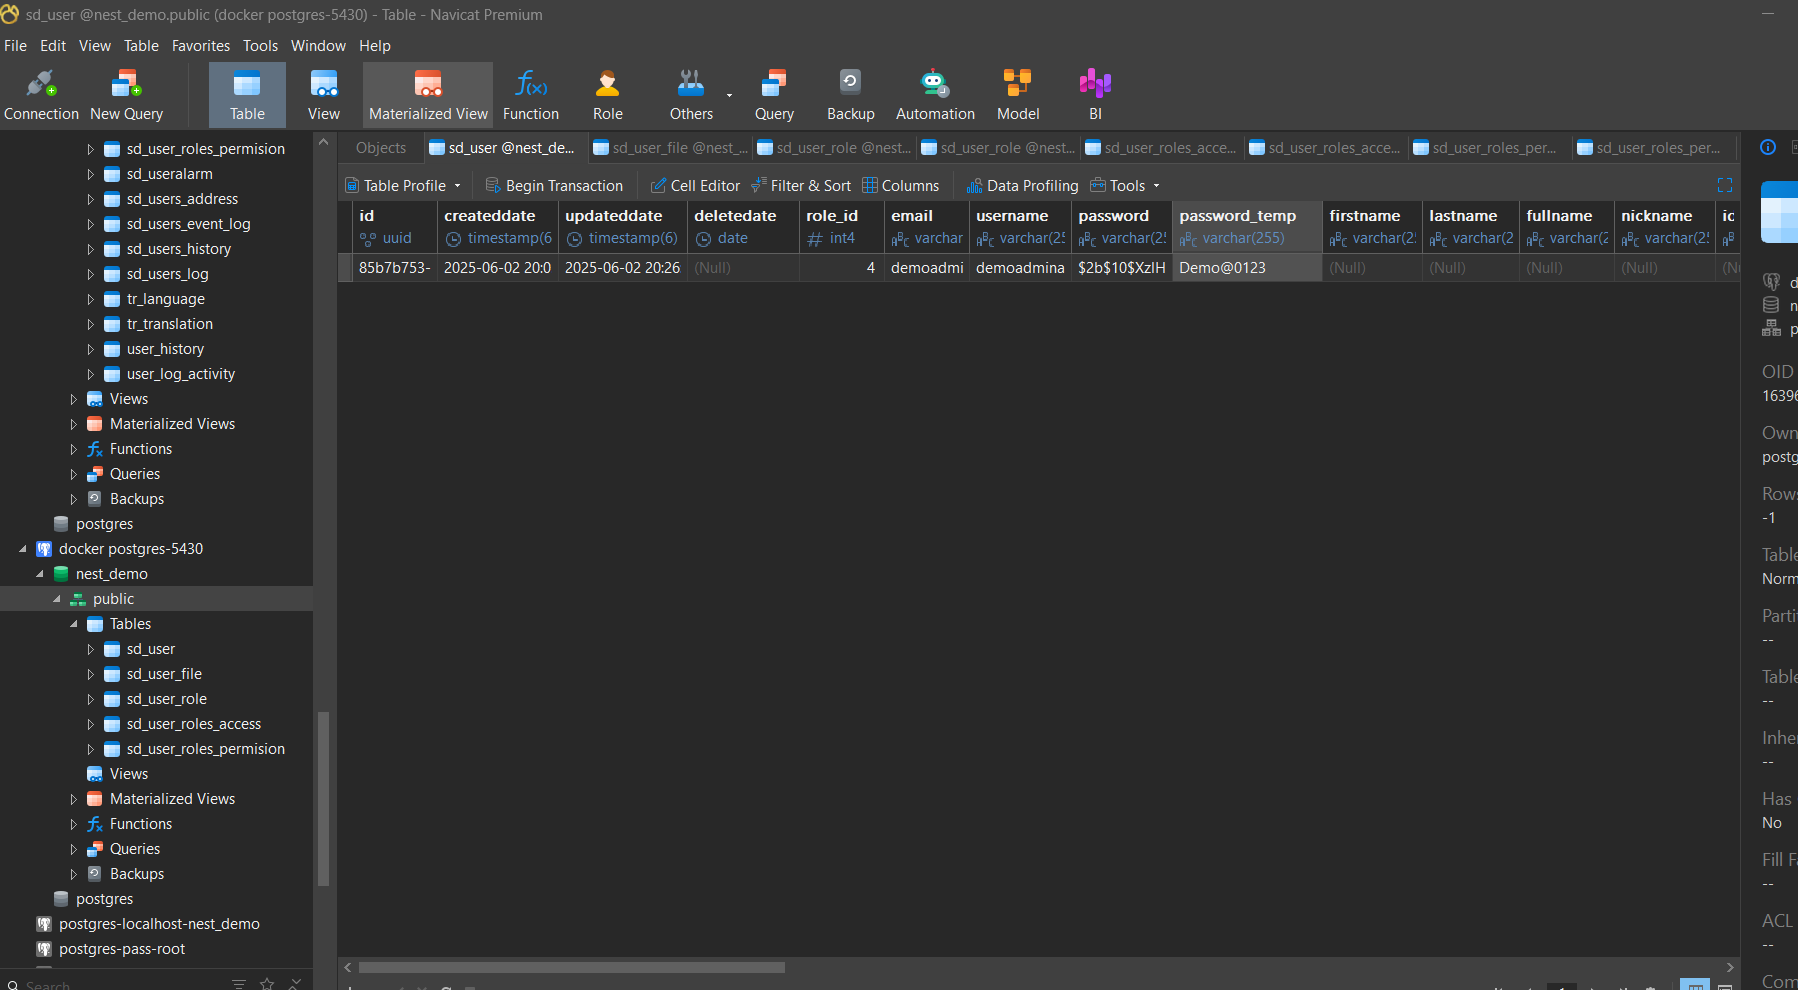 sd_user @nest_demo.public (docker postgres-5430) - Table - Navicat Premium
File Edit View Table Favorites Tools Window Help
Connection New Query Table View Materialized View Function Role Others Query Backup Automation Model BI
Objects sd_user @nest_de... sd_user_file @nest_... sd_user_role @nest... sd_user_role @nest... sd_user_roles_acce... sd_user_roles_acce... sd_user_roles_per... sd_user_roles_per...
Table Profile Begin Transaction Cell Editor Filter & Sort Columns Data Profiling Tools
id createddate updateddate deletedate role_id email username password password_temp firstname lastname fullname nickname
uuid timestamp(6 timestamp(6) date int4 varchar varchar(25 varchar(25 varchar(255) varchar(2 varchar(2 varchar(2 varchar(2
85b7b753- 2025-06-02 20:0 2025-06-02 20:26 (Null) 4 demoadmi demoadmina $2b$10$XzlH Demo@0123 (Null) (Null) (Null) (Null)
sd_user_roles_permision
sd_useralarm
sd_users_address
sd_users_event_log
sd_users_history
sd_users_log
tr_language
tr_translation
user_history
user_log_activity
Views
Materialized Views
Functions
Queries
Backups
postgres
docker postgres-5430
nest_demo
public
Tables
sd_user
sd_user_file
sd_user_role
sd_user_roles_access
sd_user_roles_permision
Views
Materialized Views
Functions
Queries
Backups
postgres
postgres-localhost-nest_demo
postgres-pass-root
Search
OID
16396
Own
postg
Rows
-1
Table
Norm
Parti
--
Table
--
Inhe
--
Has
No
Fill F
--
ACL
--
Com